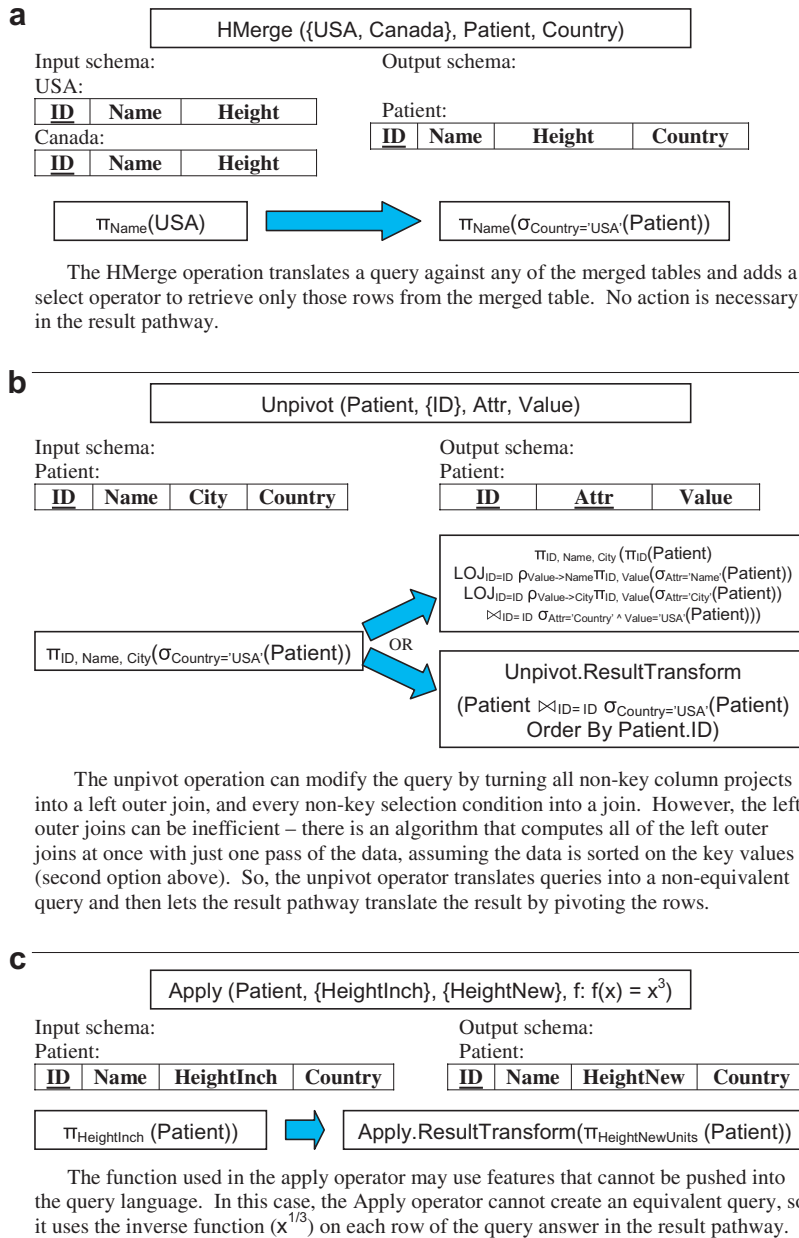 a
HMerge ({USA, Canada}, Patient, Country)
Input schema:
USA:
ID Name Height
Canada:
ID Name Height
Output schema:
Patient:
ID Name Height Country
πName(USA)
πName(σCountry='USA'(Patient))
The HMerge operation translates a query against any of the merged tables and adds a
select operator to retrieve only those rows from the merged table. No action is necessary
in the result pathway.
b
Unpivot (Patient, {ID}, Attr, Value)
Input schema:
Patient:
ID Name City Country
Output schema:
Patient:
ID Attr Value
πID, Name, City(σCountry='USA'(Patient))
OR
πID, Name, City (πID(Patient)
LOJID=ID ρValue->NameπID, Value(σAttr='Name'(Patient))
LOJID=ID ρValue->CityπID, Value(σAttr='City'(Patient))
⋈ID= ID σAttr='Country' ^ Value='USA'(Patient)))
Unpivot.ResultTransform
(Patient ⋈ID= ID σCountry='USA'(Patient)
Order By Patient.ID)
The unpivot operation can modify the query by turning all non-key column projects
into a left outer join, and every non-key selection condition into a join. However, the left
outer joins can be inefficient – there is an algorithm that computes all of the left outer
joins at once with just one pass of the data, assuming the data is sorted on the key values
(second option above). So, the unpivot operator translates queries into a non-equivalent
query and then lets the result pathway translate the result by pivoting the rows.
c
Apply (Patient, {HeightInch}, {HeightNew}, f: f(x) = x³)
Input schema:
Patient:
ID Name HeightInch Country
Output schema:
Patient:
ID Name HeightNew Country
πHeightInch (Patient))
Apply.ResultTransform(πHeightNewUnits (Patient))
The function used in the apply operator may use features that cannot be pushed into
the query language. In this case, the Apply operator cannot create an equivalent query, so
it uses the inverse function (x^1/3) on each row of the query answer in the result pathway.